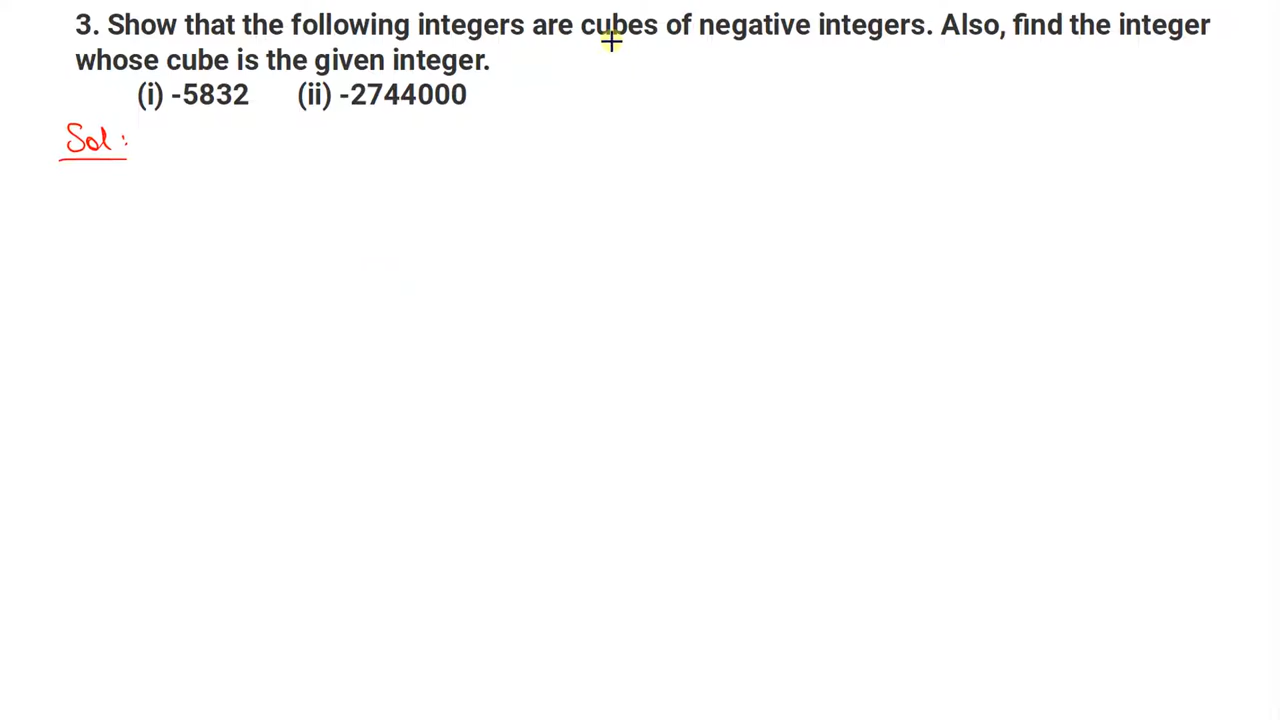 3. Show that the following integers are cubes of negative integers. Also, find the integer
whose cube is the given integer.
(i) -5832 (ii) -2744000
Sol: